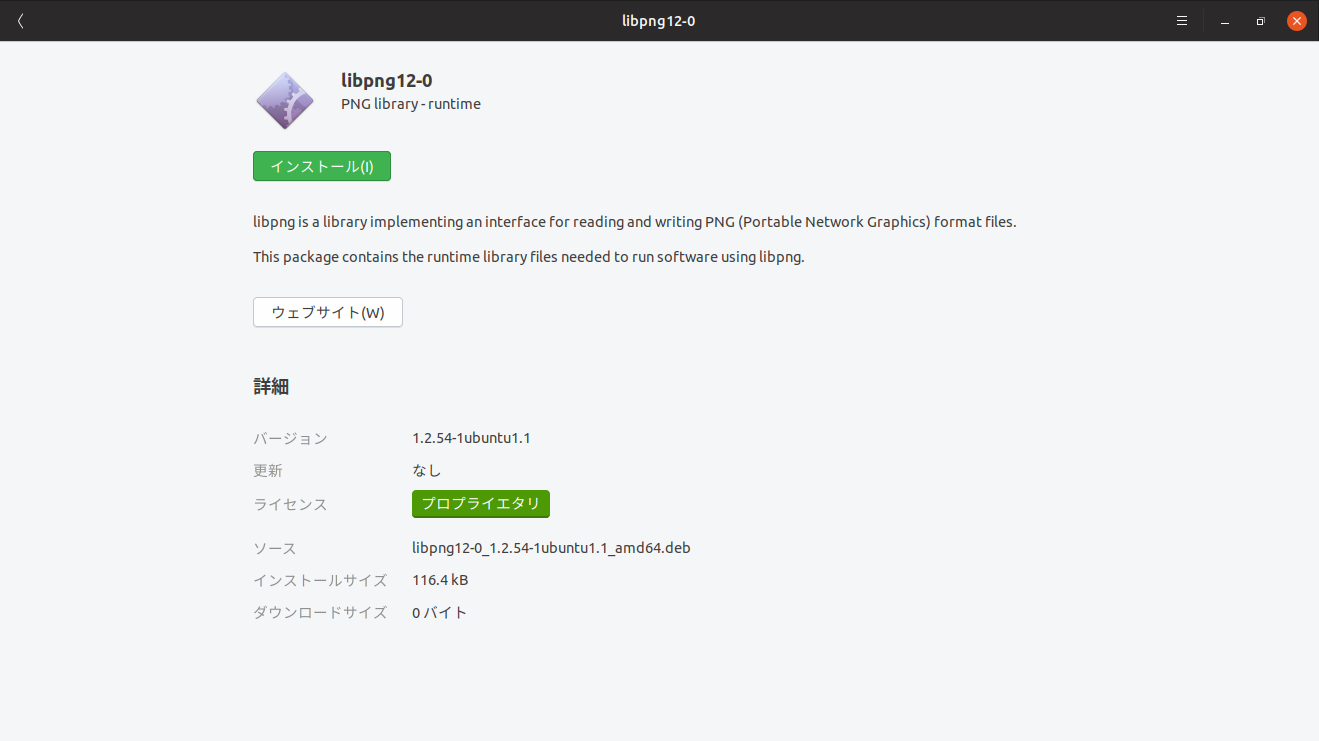 libpng12-0
libpng12-0
PNG library - runtime
インストール(I)
libpng is a library implementing an interface for reading and writing PNG (Portable Network Graphics) format files.
This package contains the runtime library files needed to run software using libpng.
ウェブサイト(W)
詳細
バージョン 1.2.54-1ubuntu1.1
更新 なし
ライセンス プロプライエタリ
ソース libpng12-0_1.2.54-1ubuntu1.1_amd64.deb
インストールサイズ 116.4 kB
ダウンロードサイズ 0 バイト